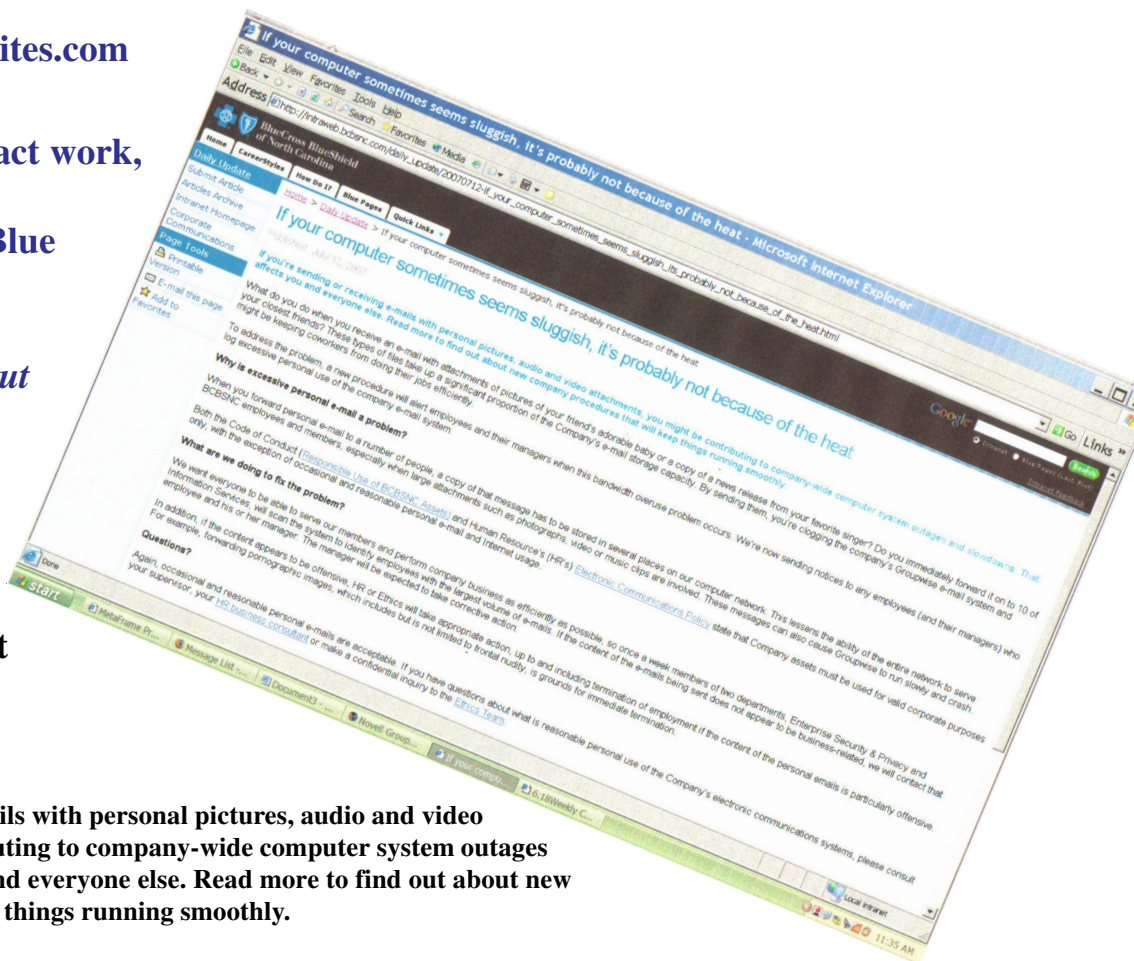 ites.com
act work,
Blue
ut
t
ils with personal pictures, audio and video
uting to company-wide computer system outages
nd everyone else. Read more to find out about new
things running smoothly.
If your computer sometimes seems sluggish, it's probably not because of the heat - Microsoft Internet Explorer
File Edit View Favorites Tools Help
Back Search Favorites Media
Address http://intraweb.bcbsnc.com/daily_update/20070712-if_your_computer_sometimes_seems_sluggish_its_probably_not_because_of_the_heat.html
Go Links »
BlueCross BlueShield
of North Carolina
Google
Search
Intranet Blue Pages (Last, First)
Intranet Feedback
Home CareerStyles How Do I? Blue Pages Quick Links
Daily Update
Submit Article
Articles Archive
Intranet Homepage
Corporate
Communications
Page Tools
Printable
Version
E-mail this page
Add to
Favorites
Home > Daily Update > If your computer sometimes seems sluggish, it's probably not because of the heat
If your computer sometimes seems sluggish, it's probably not because of the heat
Published July 12, 2007
If you're sending or receiving e-mails with personal pictures, audio and video attachments, you might be contributing to company-wide computer system outages and slowdowns. That
affects you and everyone else. Read more to find out about new company procedures that will keep things running smoothly.
What do you do when you receive an e-mail with attachments of pictures of your friend's adorable baby or a copy of a news release from your favorite singer? Do you immediately forward it on to 10 of
your closest friends? These types of files take up a significant proportion of the Company's e-mail storage capacity. By sending them, you're clogging the company's Groupwise e-mail system and
might be keeping coworkers from doing their jobs efficiently.
To address the problem, a new procedure will alert employees and their managers when this bandwidth overuse problem occurs. We're now sending notices to any employees (and their managers) who
log excessive personal use of the company e-mail system.
Why is excessive personal e-mail a problem?
When you forward personal e-mail to a number of people, a copy of that message has to be stored in several places on our computer network. This lessens the ability of the entire network to serve
BCBSNC employees and members, especially when large attachments such as photographs, video or music clips are involved. These messages can also cause Groupwise to run slowly and crash.
Both the Code of Conduct (Responsible Use of BCBSNC Assets) and Human Resource's (HR's) Electronic Communications Policy state that Company assets must be used for valid corporate purposes
only, with the exception of occasional and reasonable personal e-mail and Internet usage.
What are we doing to fix the problem?
We want everyone to be able to serve our members and perform company business as efficiently as possible, so once a week members of two departments, Enterprise Security & Privacy and
Information Services, will scan the system to identify employees with the largest volume of e-mails. If the content of the e-mails being sent does not appear to be business-related, we will contact that
employee and his or her manager. The manager will be expected to take corrective action.
In addition, if the content appears to be offensive, HR or Ethics will take appropriate action, up to and including termination of employment if the content of the personal emails is particularly offensive.
For example, forwarding pornographic images, which includes but is not limited to frontal nudity, is grounds for immediate termination.
Questions?
Again, occasional and reasonable personal e-mails are acceptable. If you have questions about what is reasonable personal use of the Company's electronic communications systems, please consult
your supervisor, your HR business consultant or make a confidential inquiry to the Ethics Team.
Done
Local intranet
start
MetaFrame Pr...
Message List -...
Document3 - ...
Novell Group...
If your compu...
6.18Weekly C...
11:35 AM